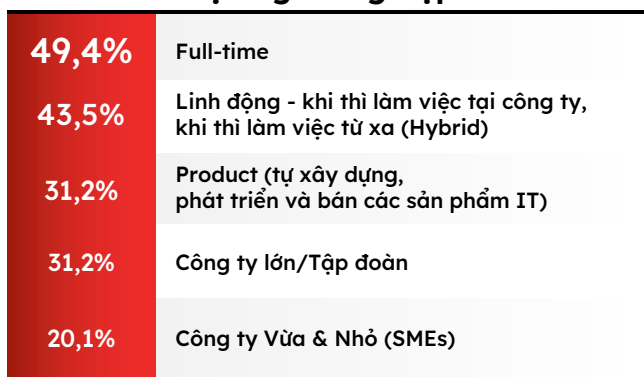 49,4%
Full-time
43,5%
Linh động - khi thì làm việc tại công ty,
khi thì làm việc từ xa (Hybrid)
31,2%
Product (tự xây dựng,
phát triển và bán các sản phẩm IT)
31,2%
Công ty lớn/Tập đoàn
20,1%
Công ty Vừa & Nhỏ (SMEs)